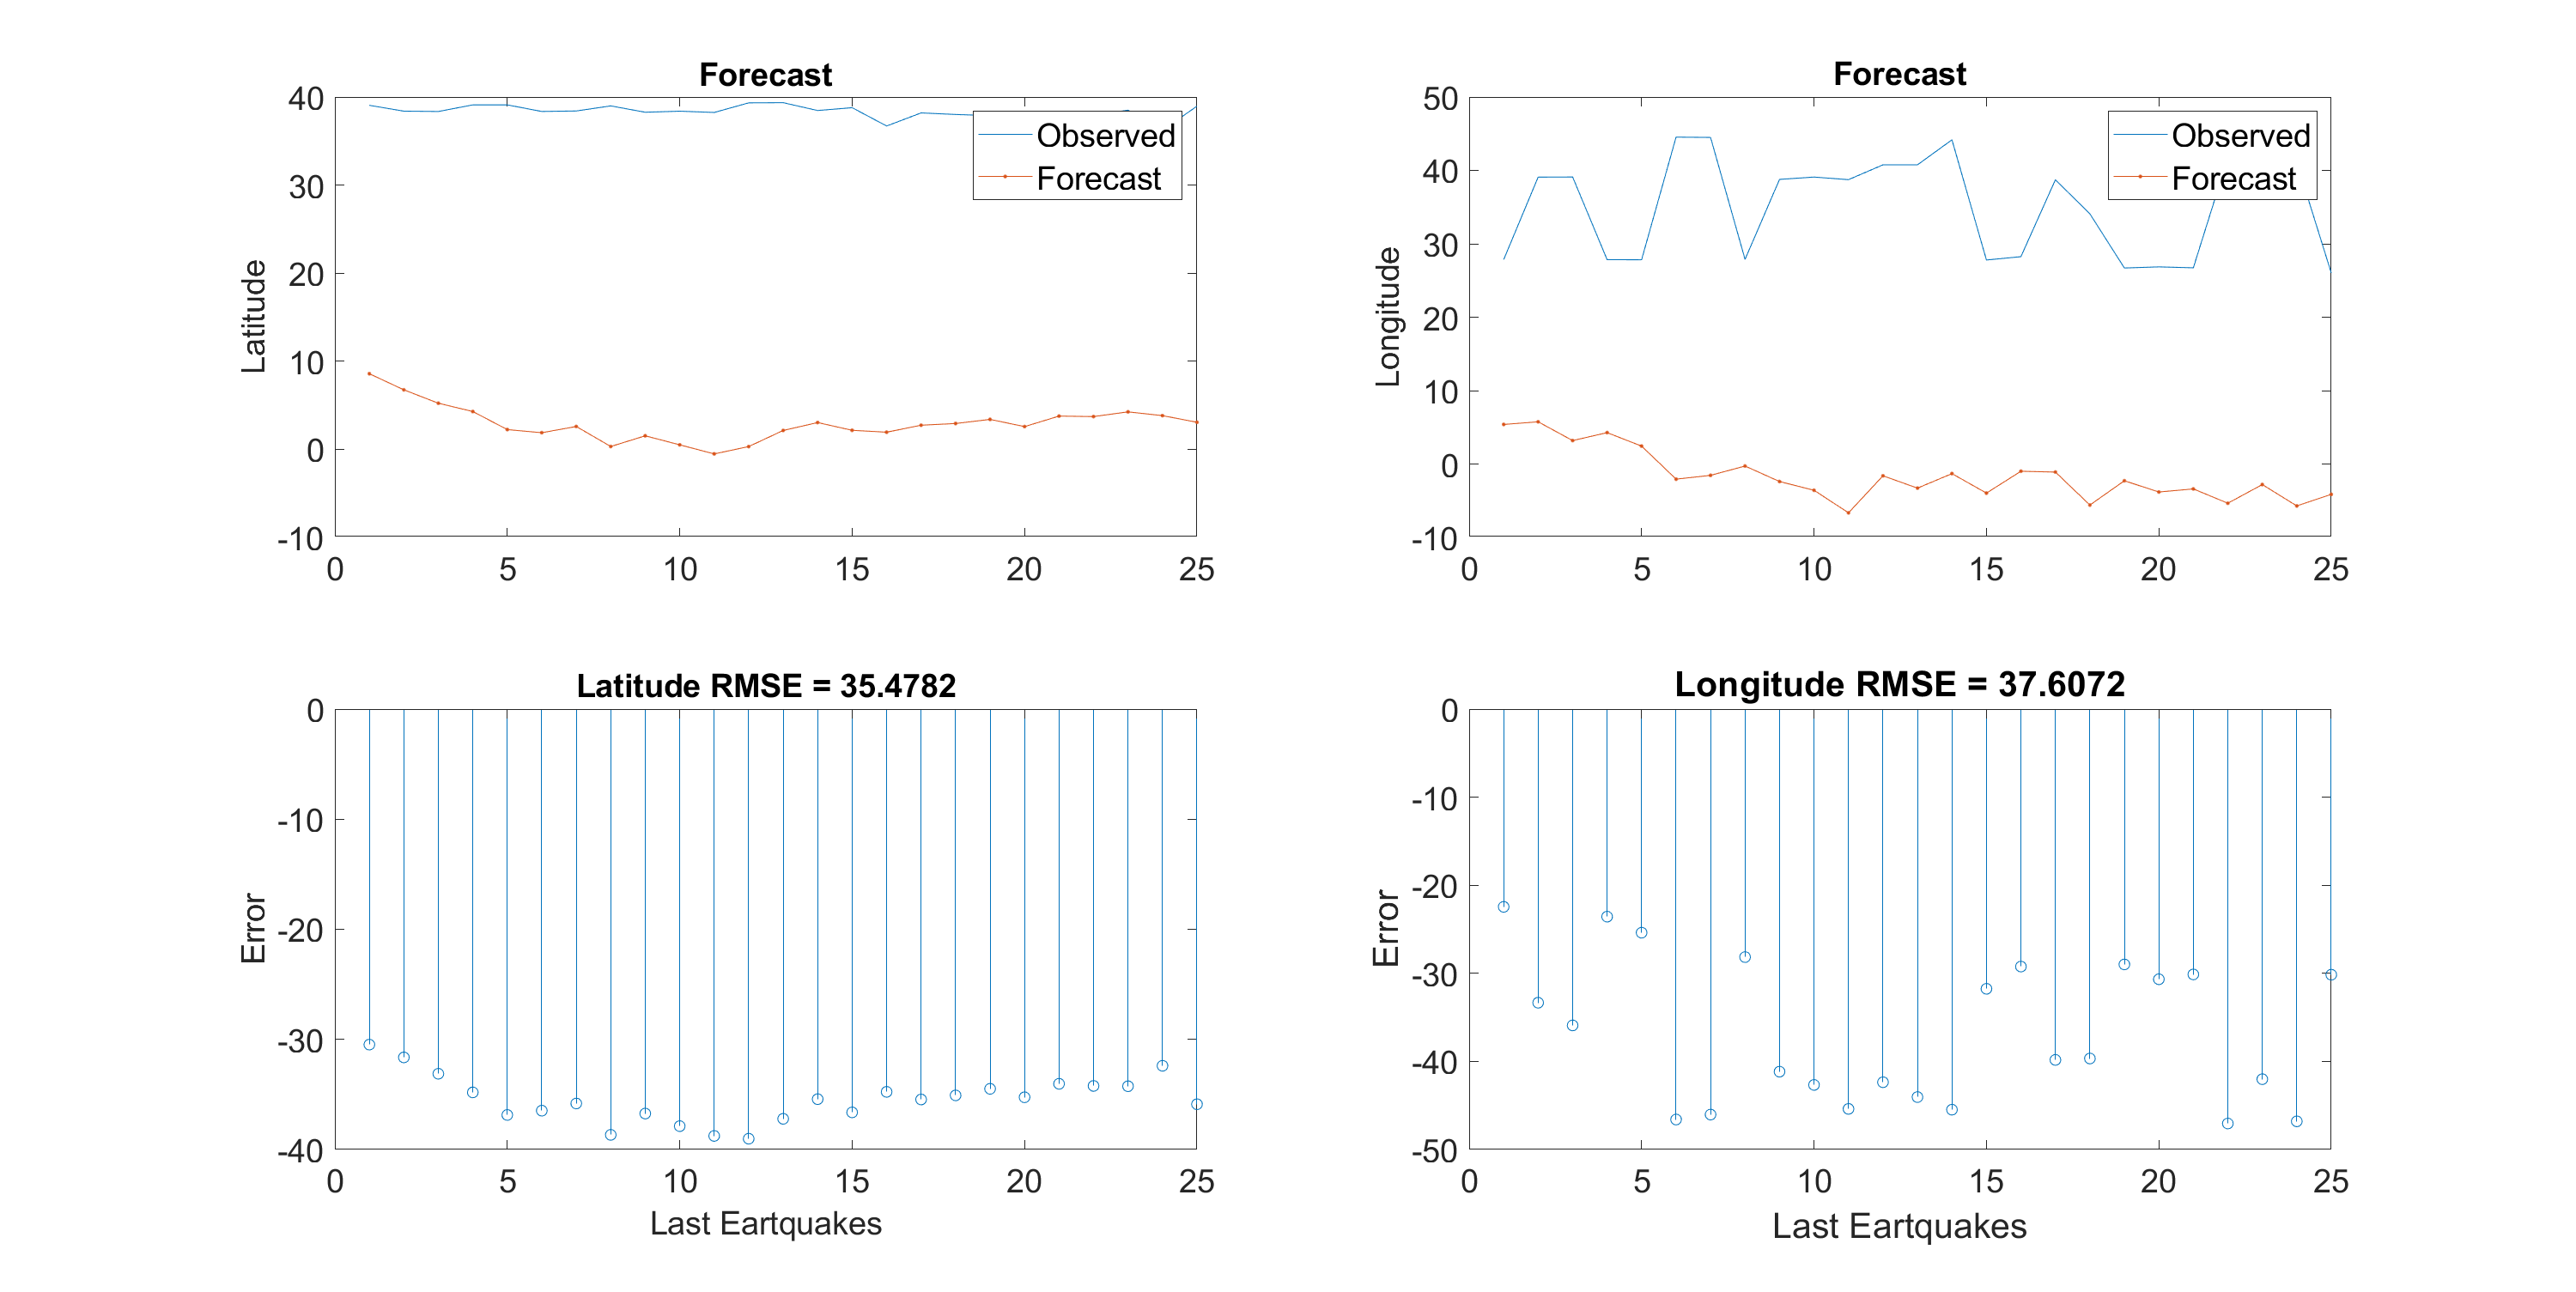 Forecast
40
30
20
10
0
-10
Latitude
Observed
Forecast
0 5 10 15 20 25
Forecast
50
40
30
20
10
0
-10
Longitude
Observed
Forecast
0 5 10 15 20 25
Latitude RMSE = 35.4782
0
-10
-20
-30
-40
Error
0 5 10 15 20 25
Last Eartquakes
Longitude RMSE = 37.6072
0
-10
-20
-30
-40
-50
Error
0 5 10 15 20 25
Last Eartquakes